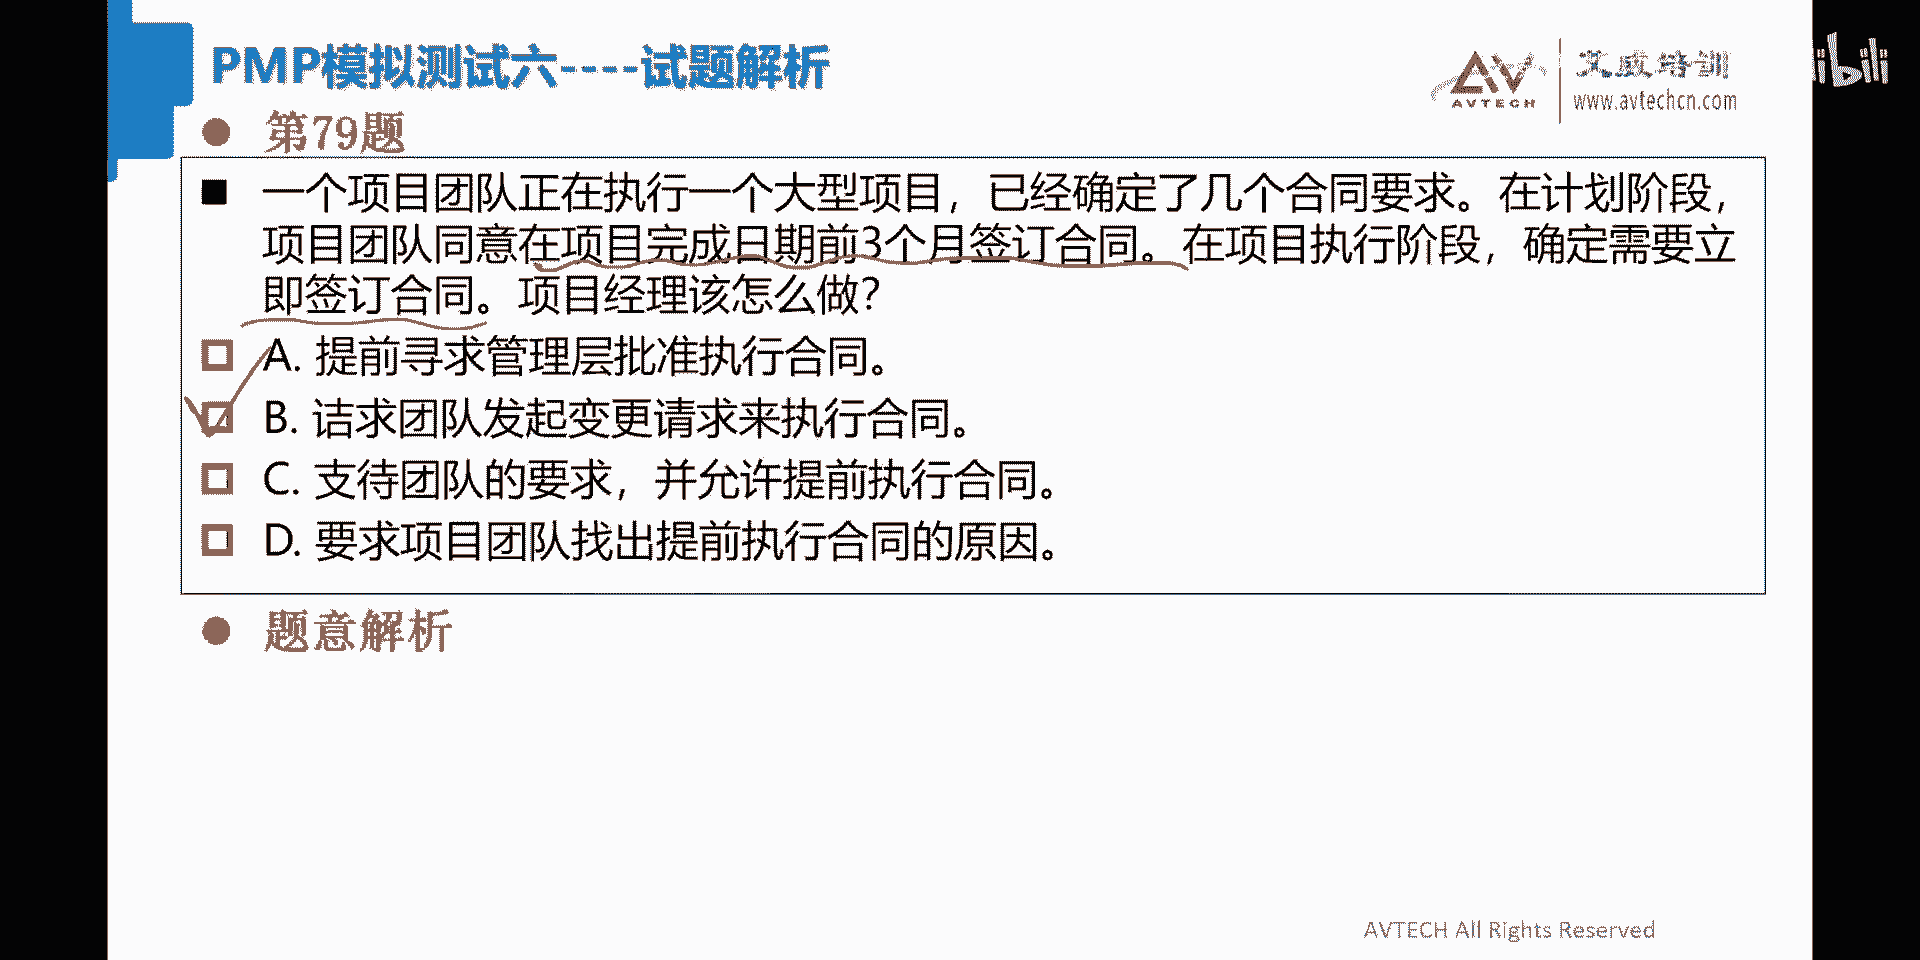 PMP模拟测试六----试题解析
AVTECH
艾威培训
www.avtechcn.com
libili
第79题
一个项目团队正在执行一个大型项目，已经确定了几个合同要求。在计划阶段，
项目团队同意在项目完成日期前3个月签订合同。在项目执行阶段，确定需要立
即签订合同。项目经理该怎么做？
A. 提前寻求管理层批准执行合同。
B. 诘求团队发起变更请求来执行合同。
C. 支待团队的要求，并允许提前执行合同。
D. 要求项目团队找出提前执行合同的原因。
题意解析
AVTECH All Rights Reserved